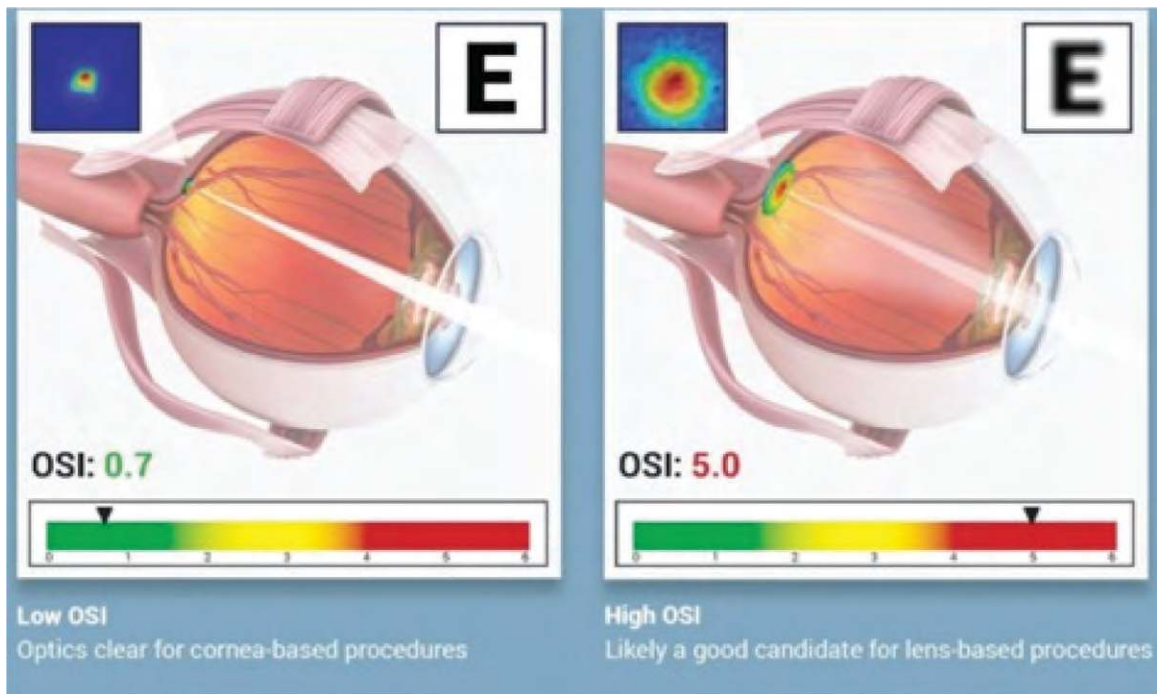 E
OSI: 0.7
0 1 2 3 4 5 6
Low OSI
Optics clear for cornea-based procedures
E
OSI: 5.0
0 1 2 3 4 5 6
High OSI
Likely a good candidate for lens-based procedures